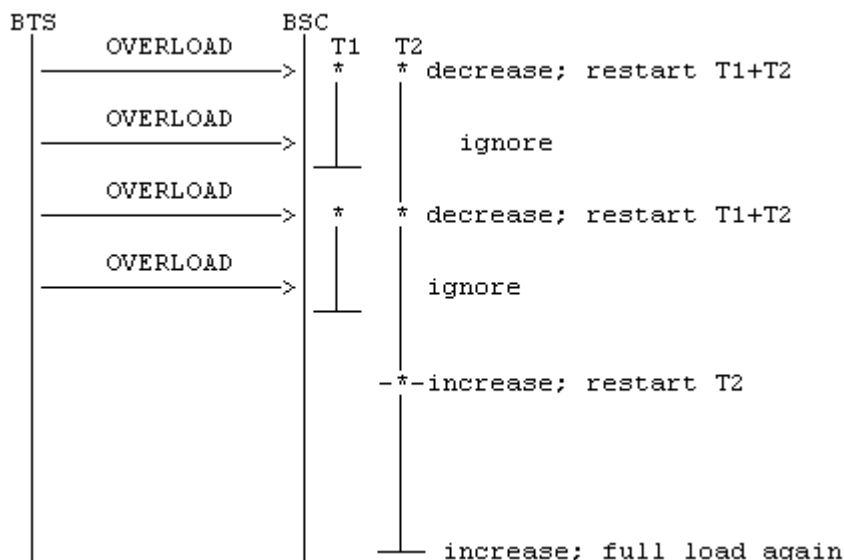 BTS BSC
OVERLOAD T1 T2
* * decrease; restart T1+T2
OVERLOAD
ignore
OVERLOAD
* * decrease; restart T1+T2
OVERLOAD
ignore
-*-increase; restart T2
increase; full load again